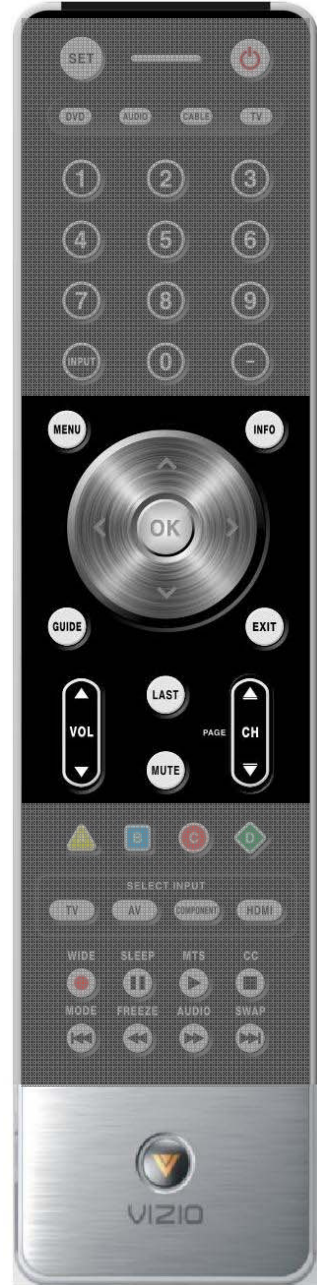 SET
DVD AUDIO CABLE TV
1 2 3
4 5 6
7 8 9
INPUT 0 -
MENU INFO
OK
GUIDE EXIT
LAST
VOL PAGE CH
MUTE
B C D
SELECT INPUT
TV AV COMPONENT HDMI
WIDE SLEEP MTS CC
MODE FREEZE AUDIO SWAP
V
VIZIO